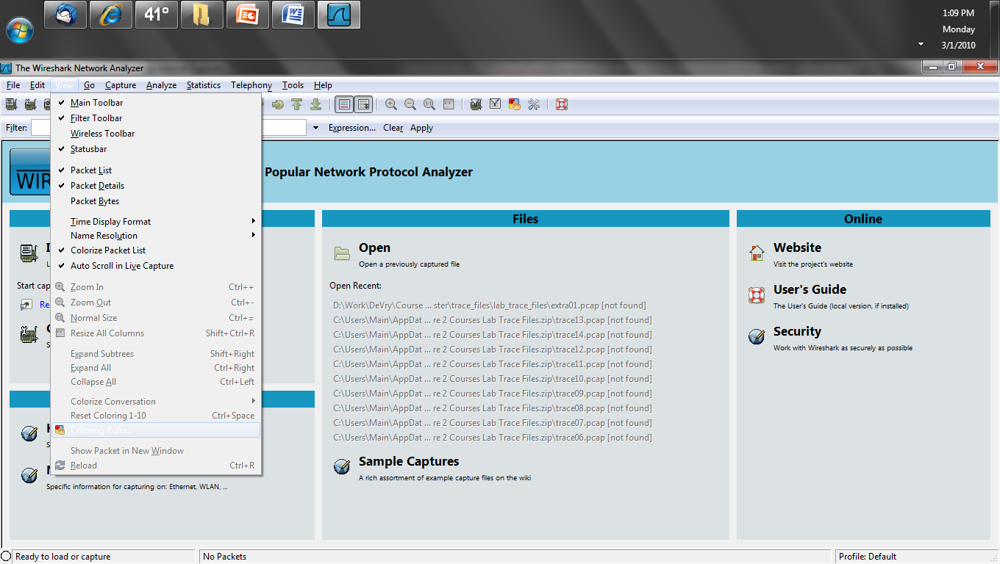 41°
1:09 PM
Monday
3/1/2010
The Wireshark Network Analyzer
File Edit View Go Capture Analyze Statistics Telephony Tools Help
Filter: Expression... Clear Apply
Main Toolbar
Filter Toolbar
Wireless Toolbar
Statusbar
Packet List
Packet Details
Packet Bytes
Time Display Format
Name Resolution
Colorize Packet List
Auto Scroll in Live Capture
Zoom In Ctrl++
Zoom Out Ctrl+-
Normal Size Ctrl+=
Resize All Columns Shift+Ctrl+R
Expand Subtrees Shift+Right
Expand All Ctrl+Right
Collapse All Ctrl+Left
Colorize Conversation
Reset Coloring 1-10 Ctrl+Space
Coloring Rules...
Show Packet in New Window
Reload Ctrl+R
WIR
Popular Network Protocol Analyzer
Start cap
Specific information for capturing on: Ethernet, WLAN, ...
Files
Open
Open a previously captured file
Open Recent:
D:\Work\DeVry\Course ... ster\trace_files\lab_trace_files\extra01.pcap [not found]
C:\Users\Main\AppDat ... re 2 Courses Lab Trace Files.zip\trace13.pcap [not found]
C:\Users\Main\AppDat ... re 2 Courses Lab Trace Files.zip\trace14.pcap [not found]
C:\Users\Main\AppDat ... re 2 Courses Lab Trace Files.zip\trace12.pcap [not found]
C:\Users\Main\AppDat ... re 2 Courses Lab Trace Files.zip\trace11.pcap [not found]
C:\Users\Main\AppDat ... re 2 Courses Lab Trace Files.zip\trace10.pcap [not found]
C:\Users\Main\AppDat ... re 2 Courses Lab Trace Files.zip\trace09.pcap [not found]
C:\Users\Main\AppDat ... re 2 Courses Lab Trace Files.zip\trace08.pcap [not found]
C:\Users\Main\AppDat ... re 2 Courses Lab Trace Files.zip\trace07.pcap [not found]
C:\Users\Main\AppDat ... re 2 Courses Lab Trace Files.zip\trace06.pcap [not found]
Sample Captures
A rich assortment of example capture files on the wiki
Online
Website
Visit the project's website
User's Guide
The User's Guide (local version, if installed)
Security
Work with Wireshark as securely as possible
Ready to load or capture
No Packets
Profile: Default